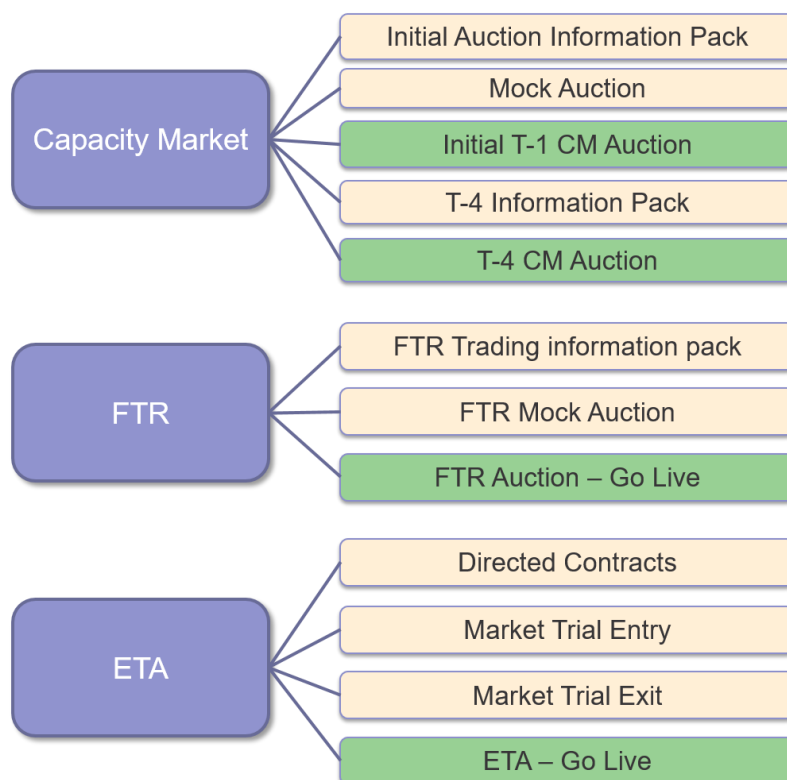 Capacity Market
Initial Auction Information Pack
Mock Auction
Initial T-1 CM Auction
T-4 Information Pack
T-4 CM Auction
FTR
FTR Trading information pack
FTR Mock Auction
FTR Auction – Go Live
ETA
Directed Contracts
Market Trial Entry
Market Trial Exit
ETA – Go Live